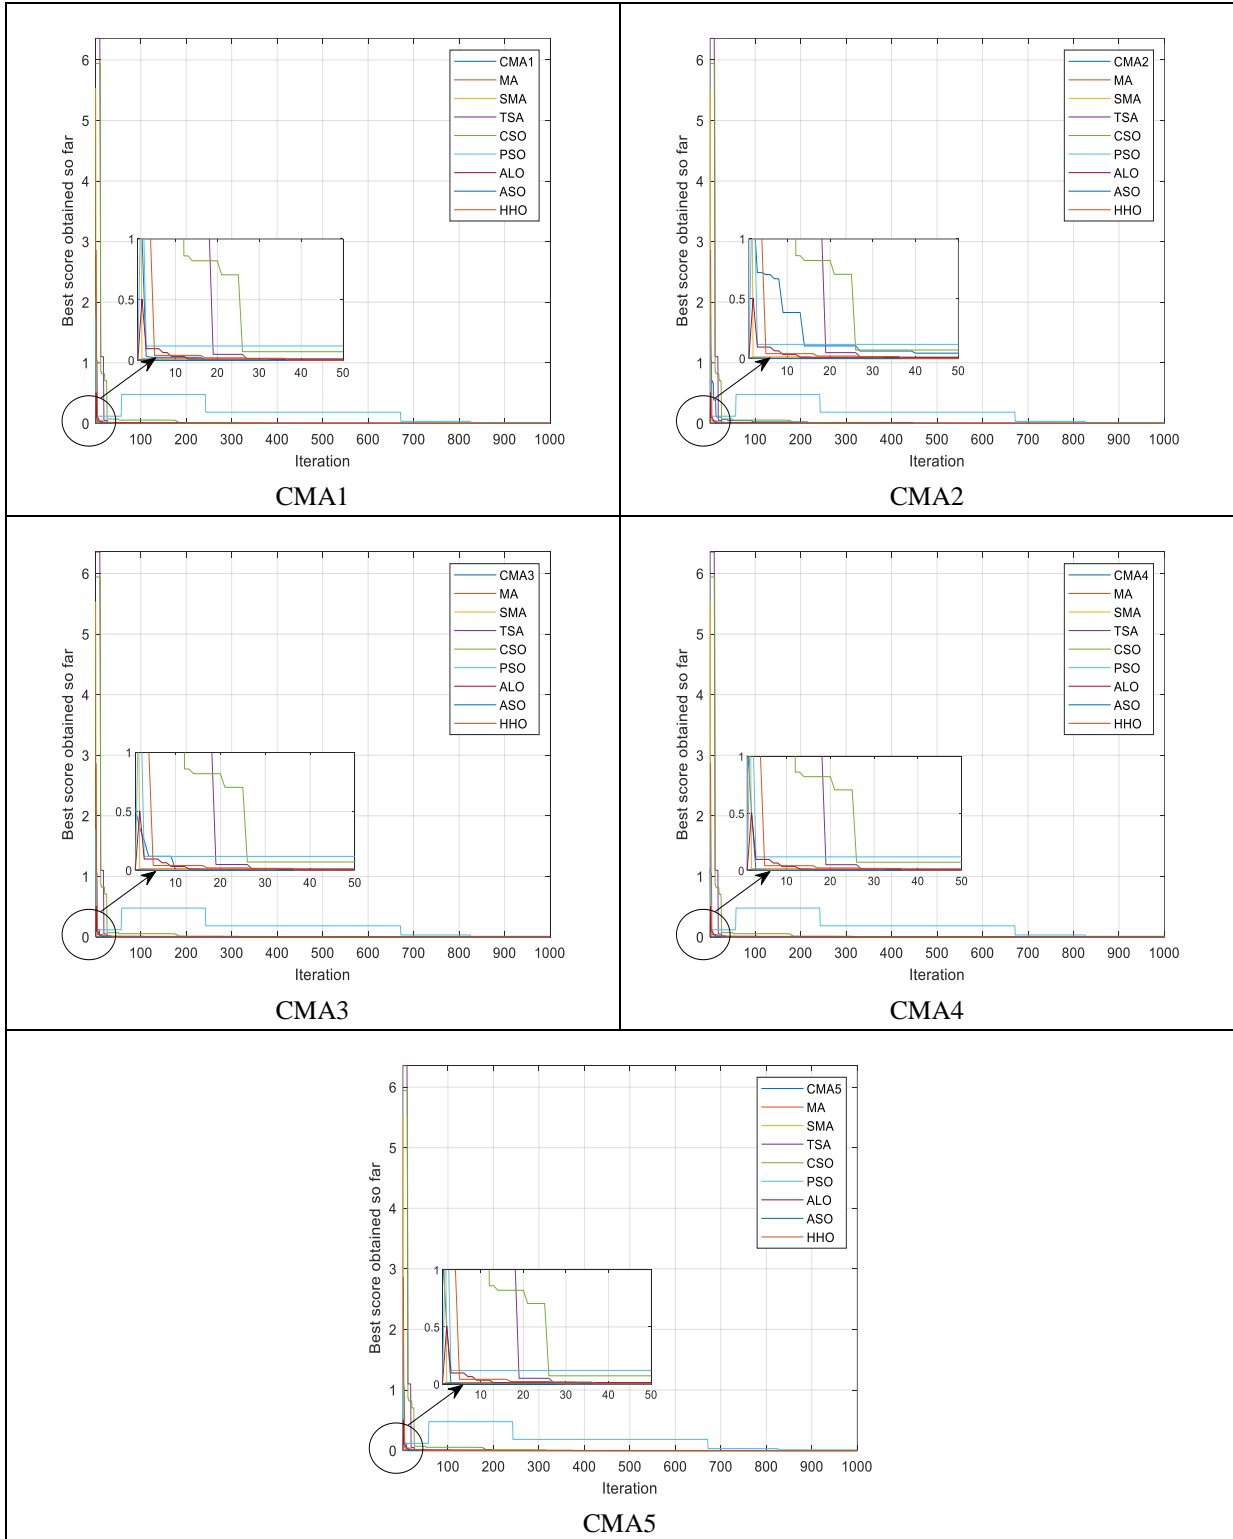 6
5
4
3
2
1
0
Best score obtained so far
CMA1
MA
SMA
TSA
CSO
PSO
ALO
ASO
HHO
1
0.5
0
10 20 30 40 50
100 200 300 400 500 600 700 800 900 1000
Iteration
CMA1
6
5
4
3
2
1
0
Best score obtained so far
CMA2
MA
SMA
TSA
CSO
PSO
ALO
ASO
HHO
1
0.5
0
10 20 30 40 50
100 200 300 400 500 600 700 800 900 1000
Iteration
CMA2
6
5
4
3
2
1
0
Best score obtained so far
CMA3
MA
SMA
TSA
CSO
PSO
ALO
ASO
HHO
1
0.5
0
10 20 30 40 50
100 200 300 400 500 600 700 800 900 1000
Iteration
CMA3
6
5
4
3
2
1
0
Best score obtained so far
CMA4
MA
SMA
TSA
CSO
PSO
ALO
ASO
HHO
1
0.5
0
10 20 30 40 50
100 200 300 400 500 600 700 800 900 1000
Iteration
CMA4
6
5
4
3
2
1
0
Best score obtained so far
CMA5
MA
SMA
TSA
CSO
PSO
ALO
ASO
HHO
1
0.5
0
10 20 30 40 50
100 200 300 400 500 600 700 800 900 1000
Iteration
CMA5